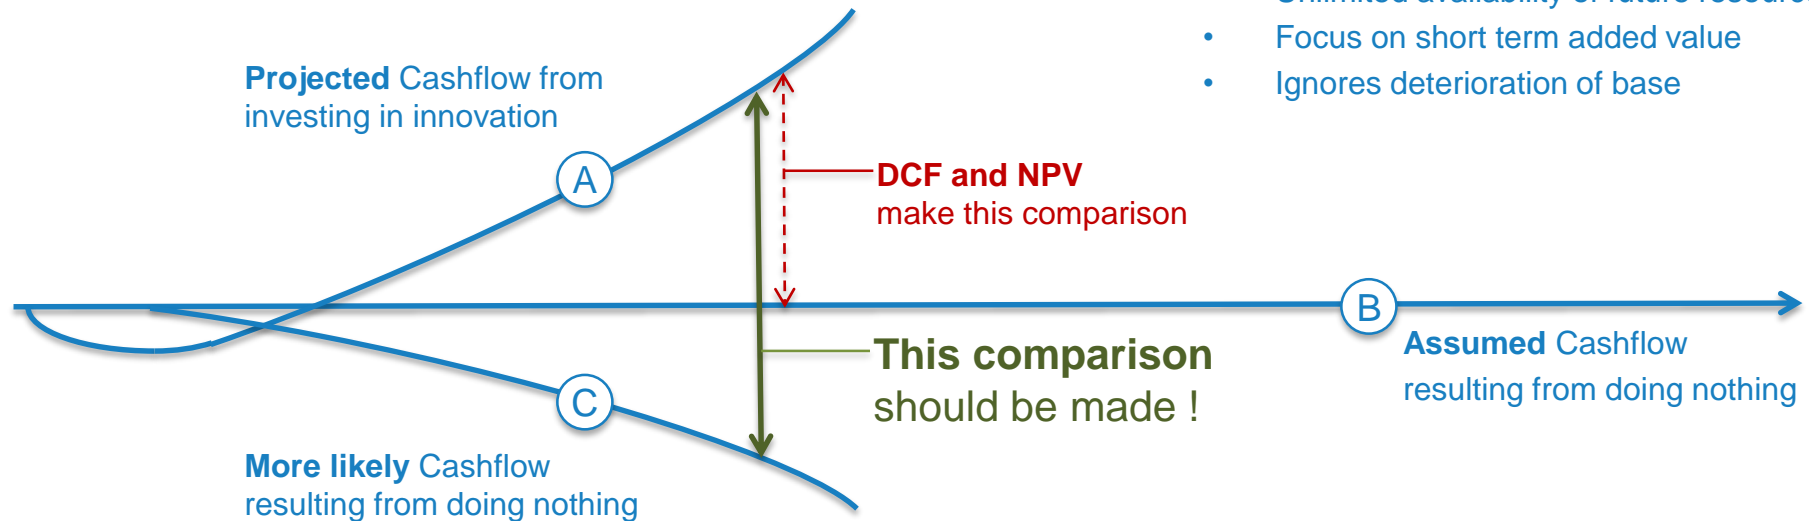 • Focus on short term added value
• Ignores deterioration of base
Projected Cashflow from
investing in innovation
A
DCF and NPV
make this comparison
B
Assumed Cashflow
resulting from doing nothing
This comparison
should be made !
C
More likely Cashflow
resulting from doing nothing